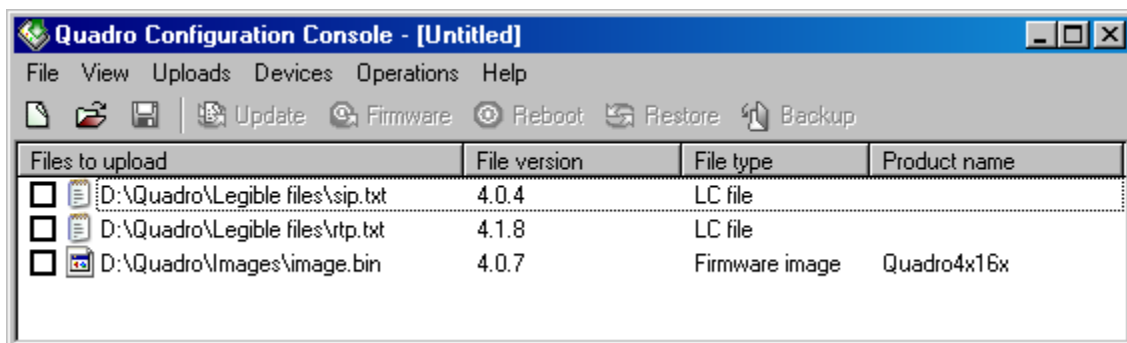 Quadro Configuration Console - [Untitled]
File View Uploads Devices Operations Help
Update Firmware Reboot Restore Backup
Files to upload File version File type Product name
D:\Quadro\Legible files\sip.txt 4.0.4 LC file
D:\Quadro\Legible files\rtp.txt 4.1.8 LC file
D:\Quadro\Images\image.bin 4.0.7 Firmware image Quadro4x16x